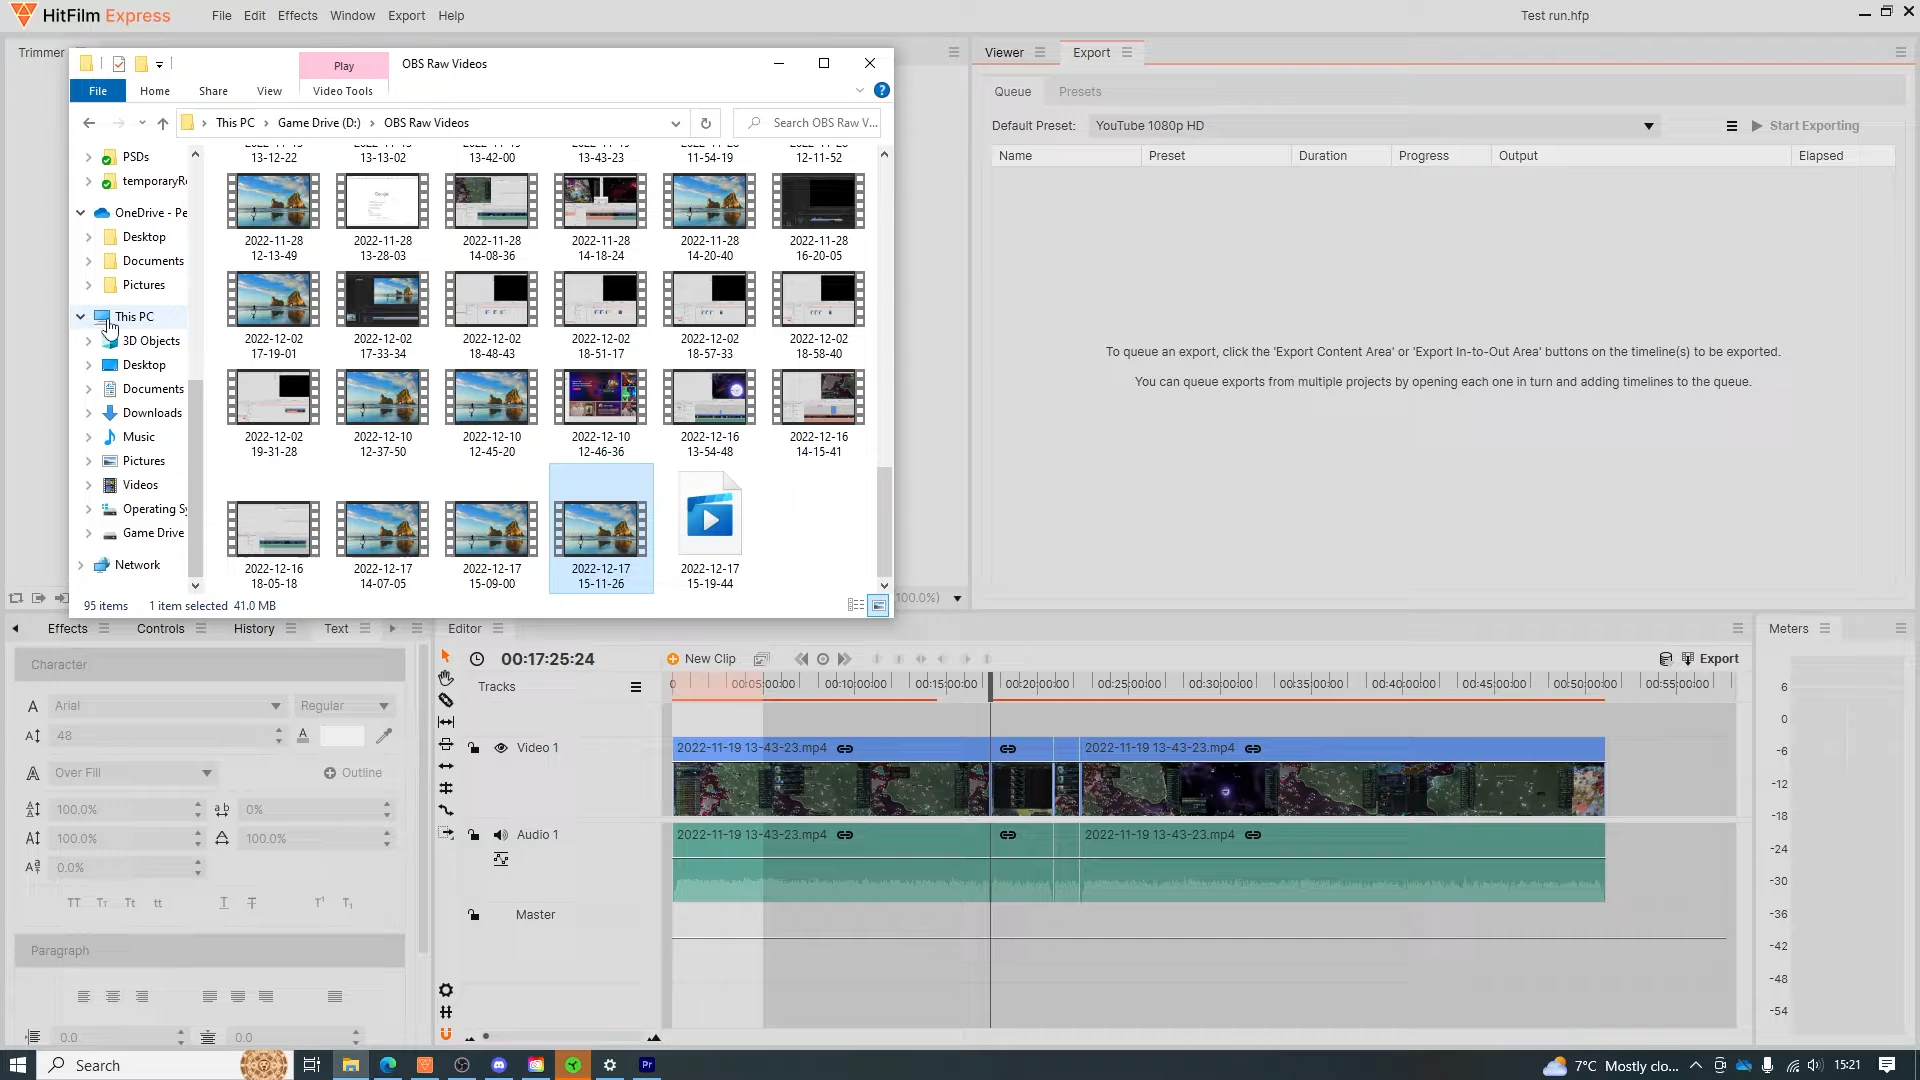 HitFilm Express
File Edit Effects Window Export Help
Test run.hfp
Trimmer
Play OBS Raw Videos
File Home Share View Video Tools
This PC > Game Drive (D:) > OBS Raw Videos
Search OBS Raw V...
PSDs
OneDrive - Pe
Desktop
Documents
Pictures
This PC
3D Objects
Desktop
Documents
Downloads
Music
Pictures
Videos
Game Drive
Network
13-12-22 13-13-02 13-42-00 13-43-23 11-54-19 12-11-52
2022-11-28 2022-11-28 2022-11-28 2022-11-28 2022-11-28 2022-11-28
12-13-49 13-28-03 14-08-36 14-18-24 14-20-40 16-20-05
2022-12-02 2022-12-02 2022-12-02 2022-12-02 2022-12-02 2022-12-02
17-19-01 17-33-34 18-48-43 18-51-17 18-57-33 18-58-40
2022-12-02 2022-12-10 2022-12-10 2022-12-10 2022-12-16 2022-12-16
19-31-28 12-37-50 12-45-20 12-46-36 13-54-48 14-15-41
2022-12-16 2022-12-17 2022-12-17 2022-12-17 2022-12-17
18-05-18 14-07-05 15-09-00 15-11-26 15-19-44
95 items 1 item selected 41.0 MB
Viewer Export
Queue Presets
Default Preset: YouTube 1080p HD
Start Exporting
Name Preset Duration Progress Output Elapsed
To queue an export, click the 'Export Content Area' or 'Export In-to-Out Area' buttons on the timeline(s) to be exported.
You can queue exports from multiple projects by opening each one in turn and adding timelines to the queue.
100.0%)
Effects Controls History Text
Character
Arial Regular
48
Over Fill Outline
100.0% 0%
100.0% 100.0%
0.0%
Paragraph
0.0 0.0
Editor
00:17:25:24
New Clip
Export
Tracks
0 00:05:00:00 00:10:00:00 00:15:00:00 00:20:00:00 00:25:00:00 00:30:00:00 00:35:00:00 00:40:00:00 00:45:00:00 00:50:00:00 00:55:00:00
Video 1
2022-11-19 13-43-23.mp4 2022-11-19 13-43-23.mp4
Audio 1
2022-11-19 13-43-23.mp4 2022-11-19 13-43-23.mp4
Master
Meters
6
0
-6
-12
-18
-24
-30
-36
-42
-48
-54
Search
7°C Mostly clo...
15:21